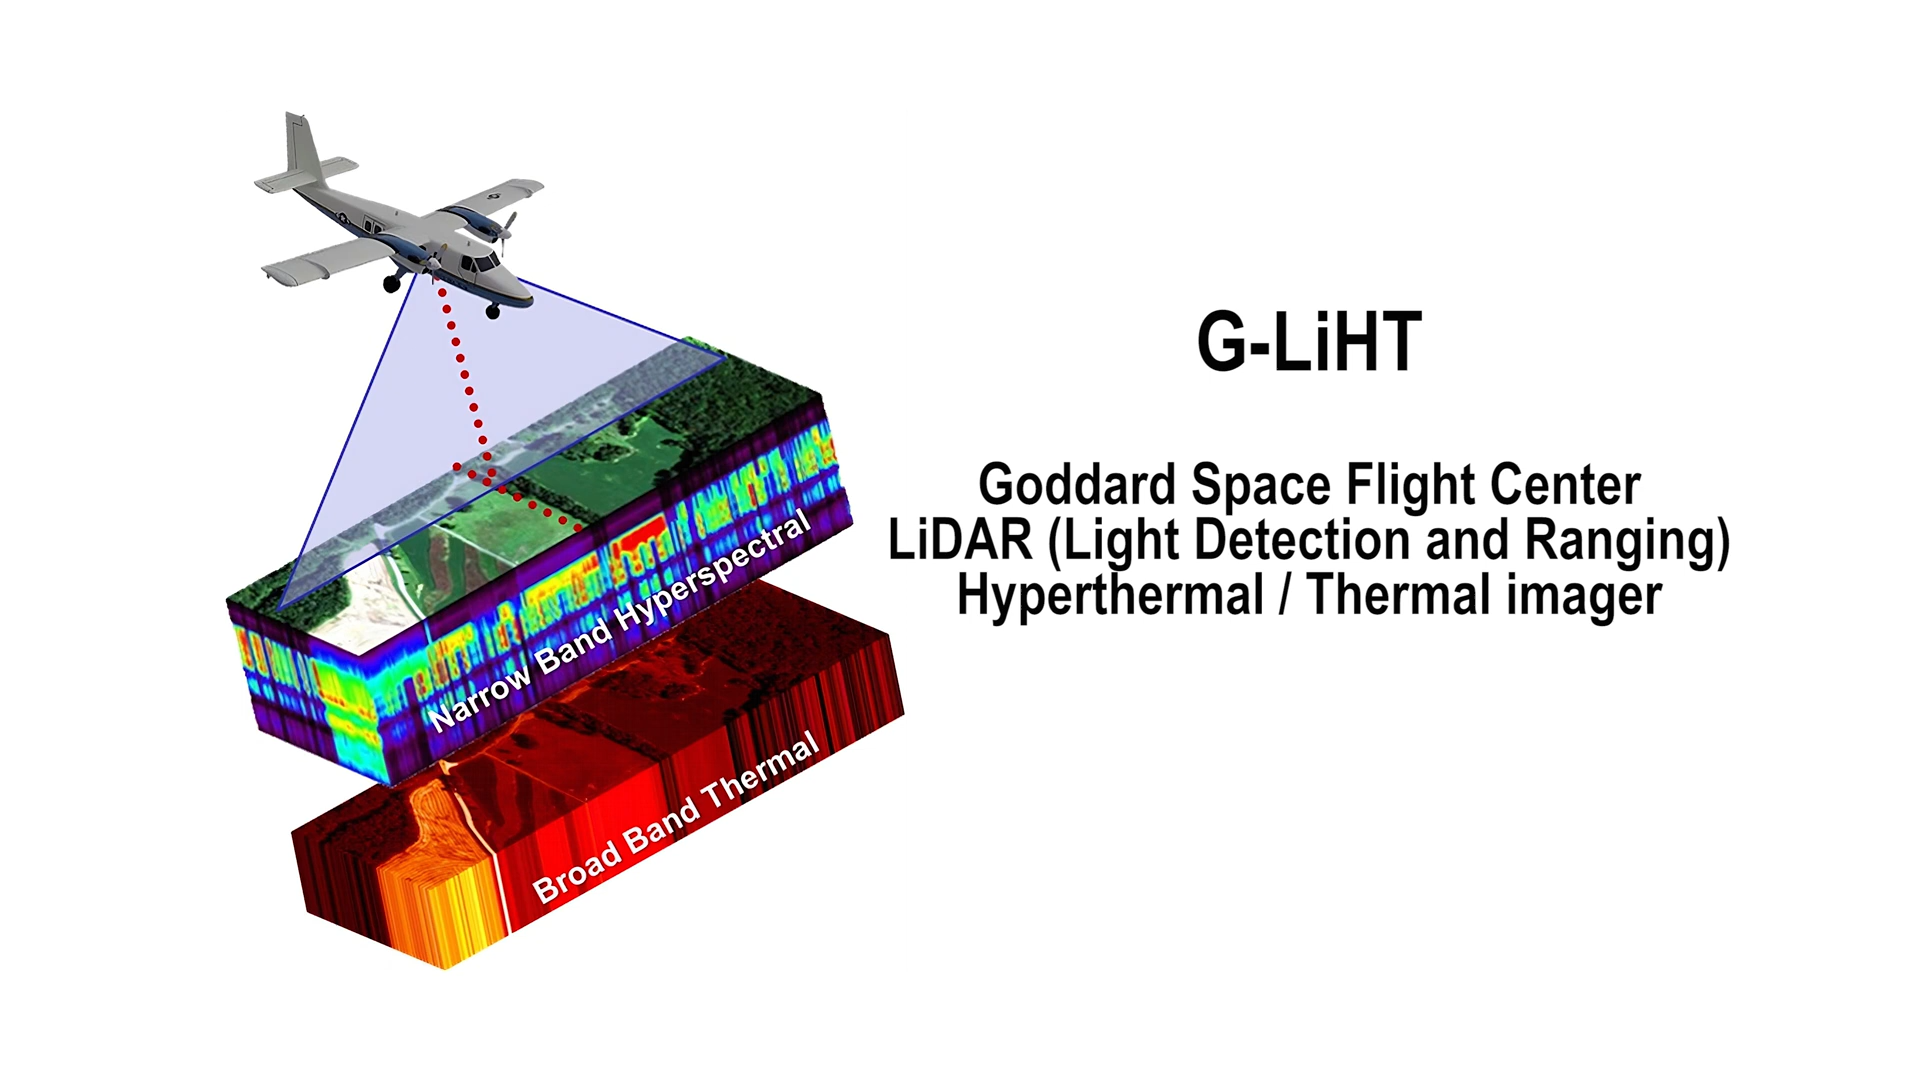 G-LiHT
Goddard Space Flight Center
LiDAR (Light Detection and Ranging)
Hyperthermal / Thermal imager
Narrow Band Hyperspectral
Broad Band Thermal